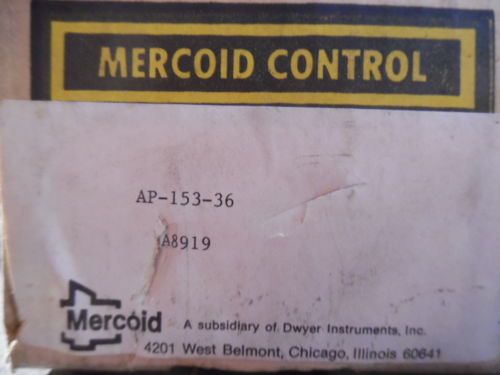 MERCOID CONTROL
AP-153-36
A8919
Mercoid
A subsidiary of Dwyer Instruments, Inc.
4201 West Belmont, Chicago, Illinois 60641